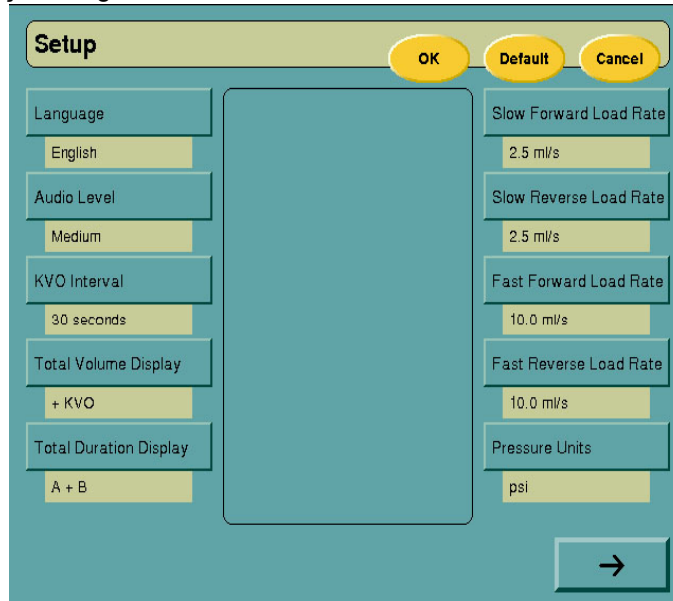 Setup
OK
Default
Cancel
Language
English
Audio Level
Medium
KVO Interval
30 seconds
Total Volume Display
+ KVO
Total Duration Display
A + B
Slow Forward Load Rate
2.5 ml/s
Slow Reverse Load Rate
2.5 ml/s
Fast Forward Load Rate
10.0 ml/s
Fast Reverse Load Rate
10.0 ml/s
Pressure Units
psi
→